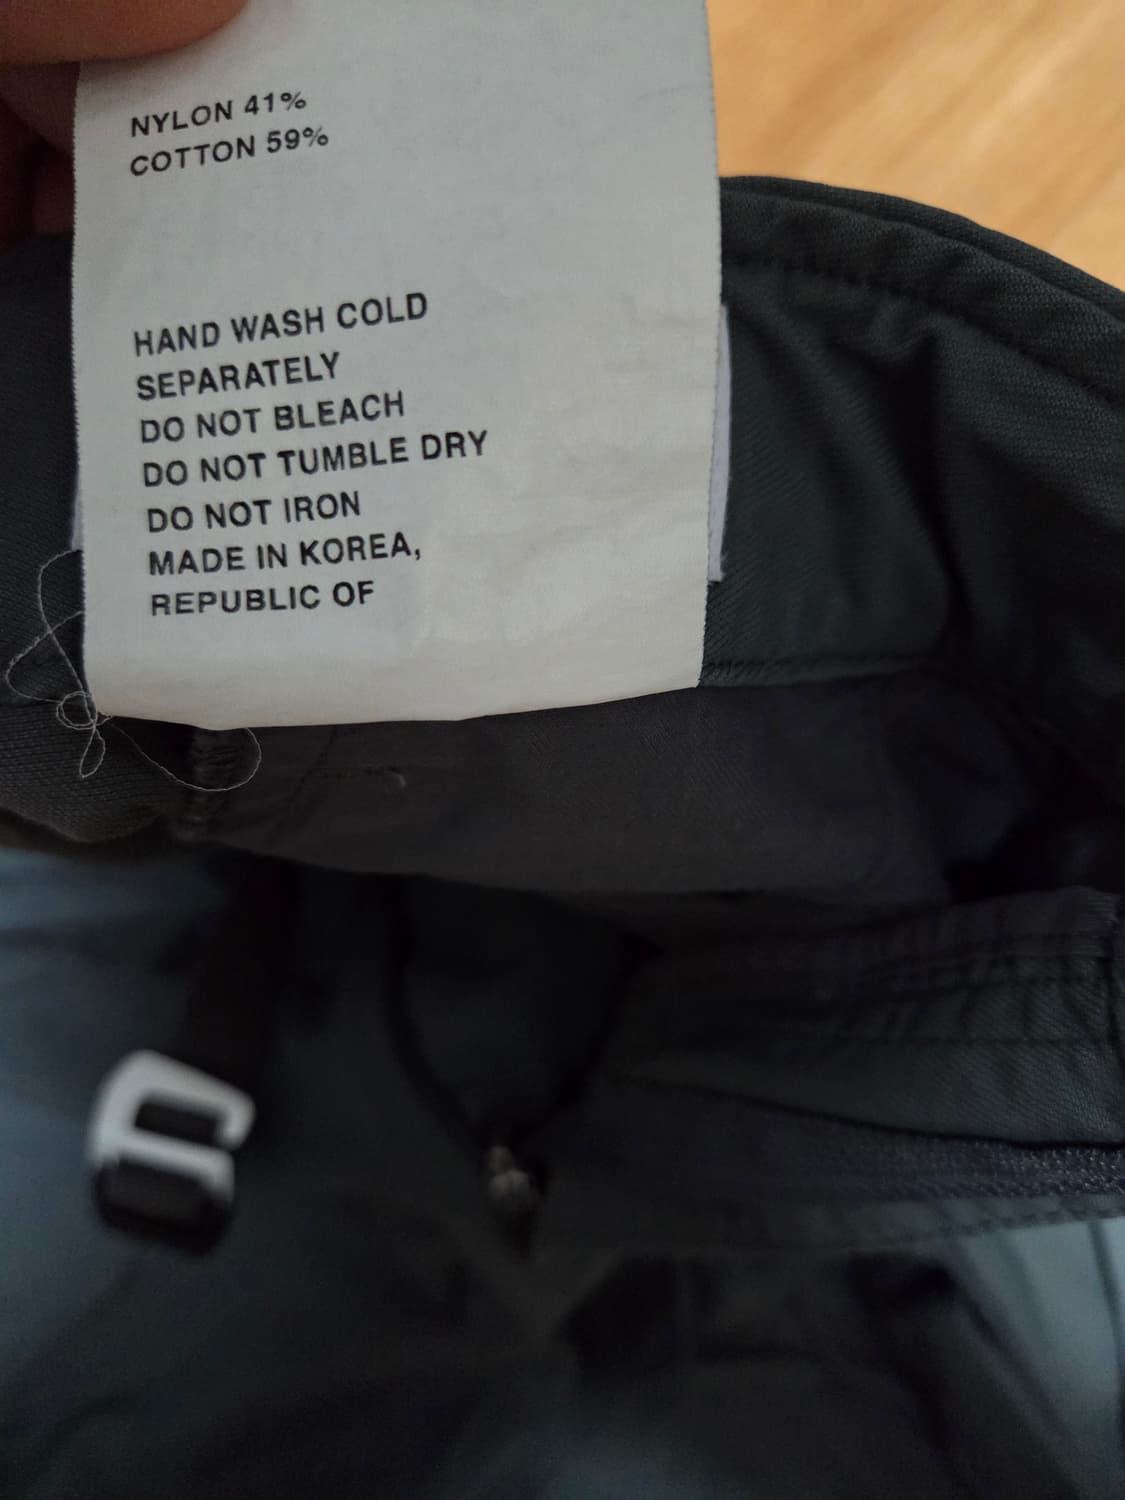 NYLON 41%
COTTON 59%
HAND WASH COLD
SEPARATELY
DO NOT BLEACH
DO NOT TUMBLE DRY
DO NOT IRON
MADE IN KOREA,
REPUBLIC OF